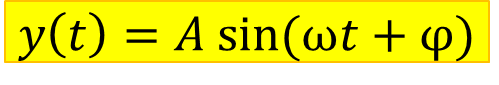 y(t) = A sin(ωt + φ)